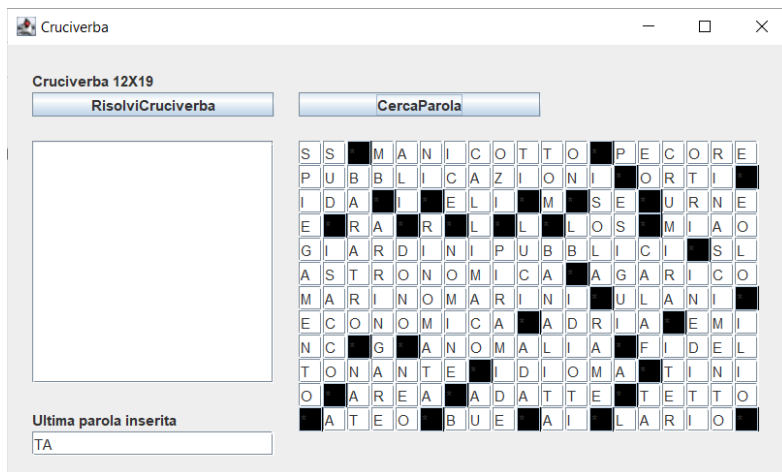 Cruciverba
Cruciverba 12X19
RisolviCruciverba CercaParola
S S * M A N I C O T T O * P E C O R E
P U B B L I C A Z I O N I * O R T I *
I D A * I * E L I * M * S E * U R N E
E * R A * R * L * L * L O S * M I A O
G I A R D I N I P U B B L I C I * S L
A S T R O N O M I C A * A G A R I C O
M A R I N O M A R I N I * U L A N I *
E C O N O M I C A * A D R I A * E M I
N C * G * A N O M A L I A * F I D E L
T O N A N T E * I D I O M A * T I N I
O * A R E A * A D A T T E * T E T T O
* A T E O * B U E * A I * L A R I O *
Ultima parola inserita
TA